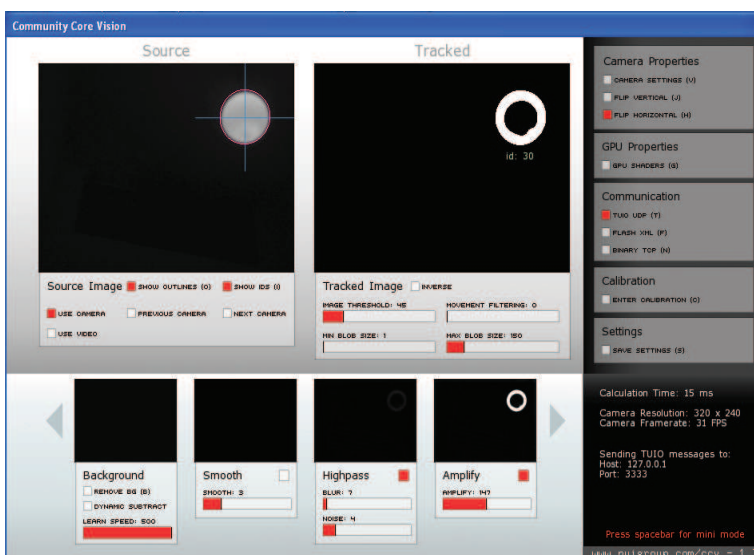 Community Core Vision
Source
Tracked
id: 30
Source Image
SHOW OUTLINES (O)
SHOW IDS (I)
USE CAMERA
PREVIOUS CAMERA
NEXT CAMERA
USE VIDEO
Tracked Image
INVERSE
IMAGE THRESHOLD: 45
MOVEMENT FILTERING: 0
MIN BLOB SIZE: 1
MAX BLOB SIZE: 150
Background
REMOVE BG (B)
DYNAMIC SUBTRACT
LEARN SPEED: 500
Smooth
SMOOTH: 3
Highpass
BLUR: 7
NOISE: 4
Amplify
AMPLIFY: 147
Camera Properties
CAMERA SETTINGS (V)
FLIP VERTICAL (J)
FLIP HORIZONTAL (H)
GPU Properties
GPU SHADERS (G)
Communication
TUIO UDP (T)
FLASH XML (F)
BINARY TCP (N)
Calibration
ENTER CALIBRATION (C)
Settings
SAVE SETTINGS (S)
Calculation Time: 15 ms
Camera Resolution: 320 x 240
Camera Framerate: 31 FPS
Sending TUIO messages to:
Host: 127.0.0.1
Port: 3333
Press spacebar for mini mode